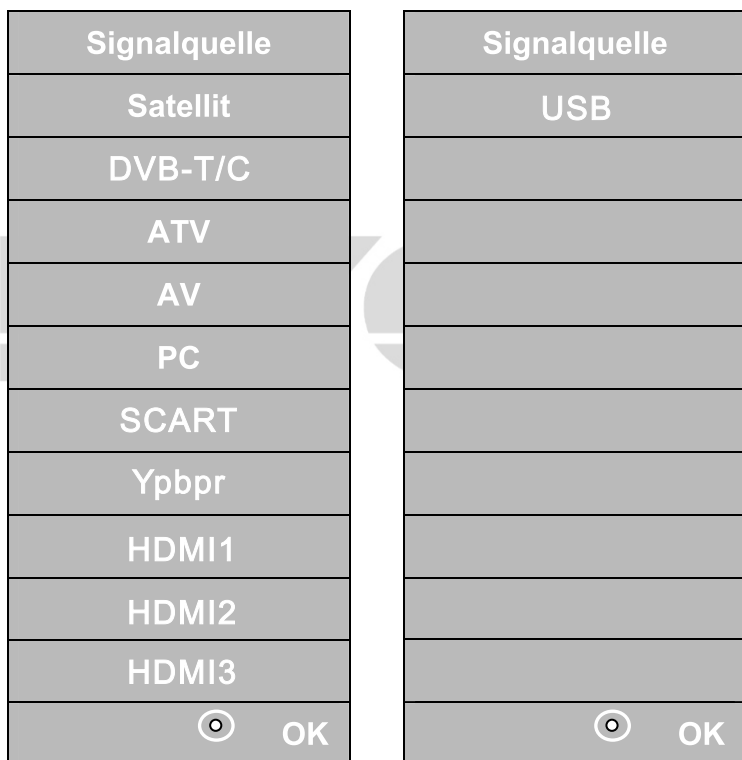 Signalquelle
Satellit
DVB-T/C
ATV
AV
PC
SCART
Ypbpr
HDMI1
HDMI2
HDMI3
OK
Signalquelle
USB
OK